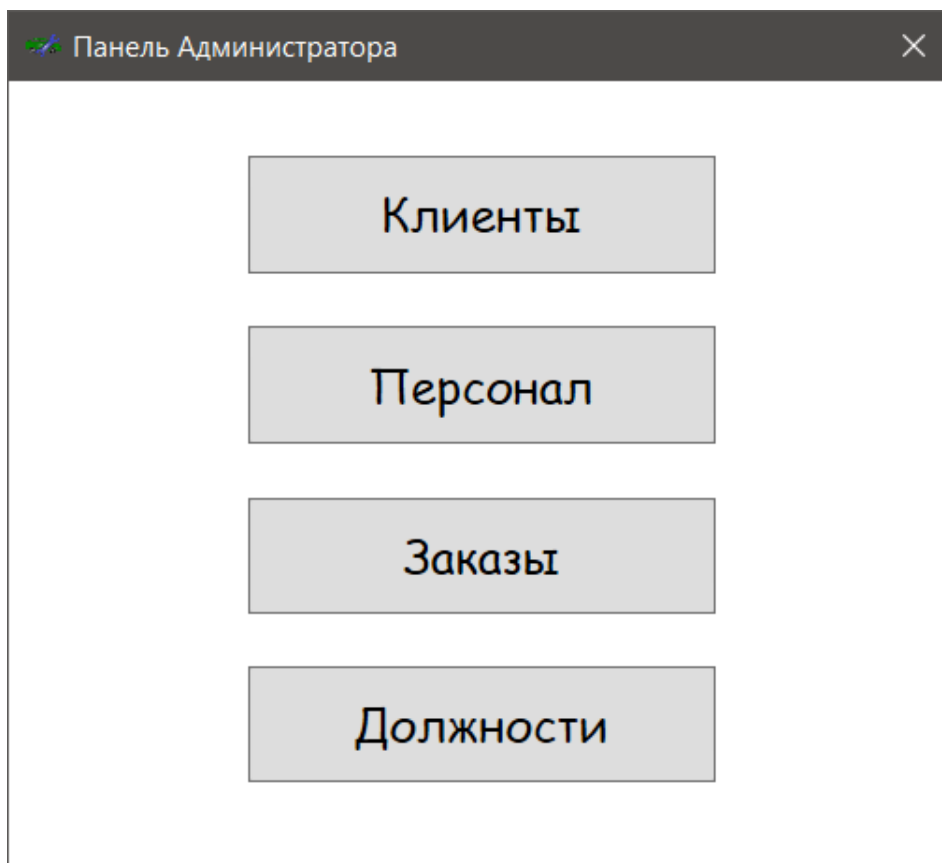 Панель Администратора
Клиенты
Персонал
Заказы
Должности